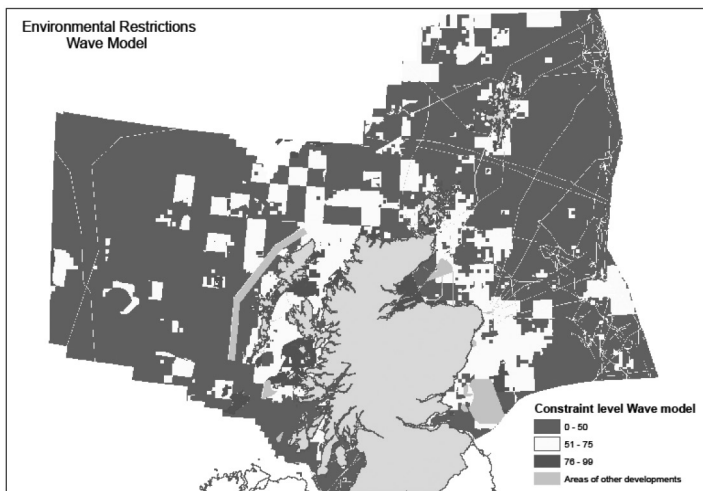 Environmental Restrictions
Wave Model
Constraint level Wave model
0 - 50
51 - 75
76 - 99
Areas of other developments